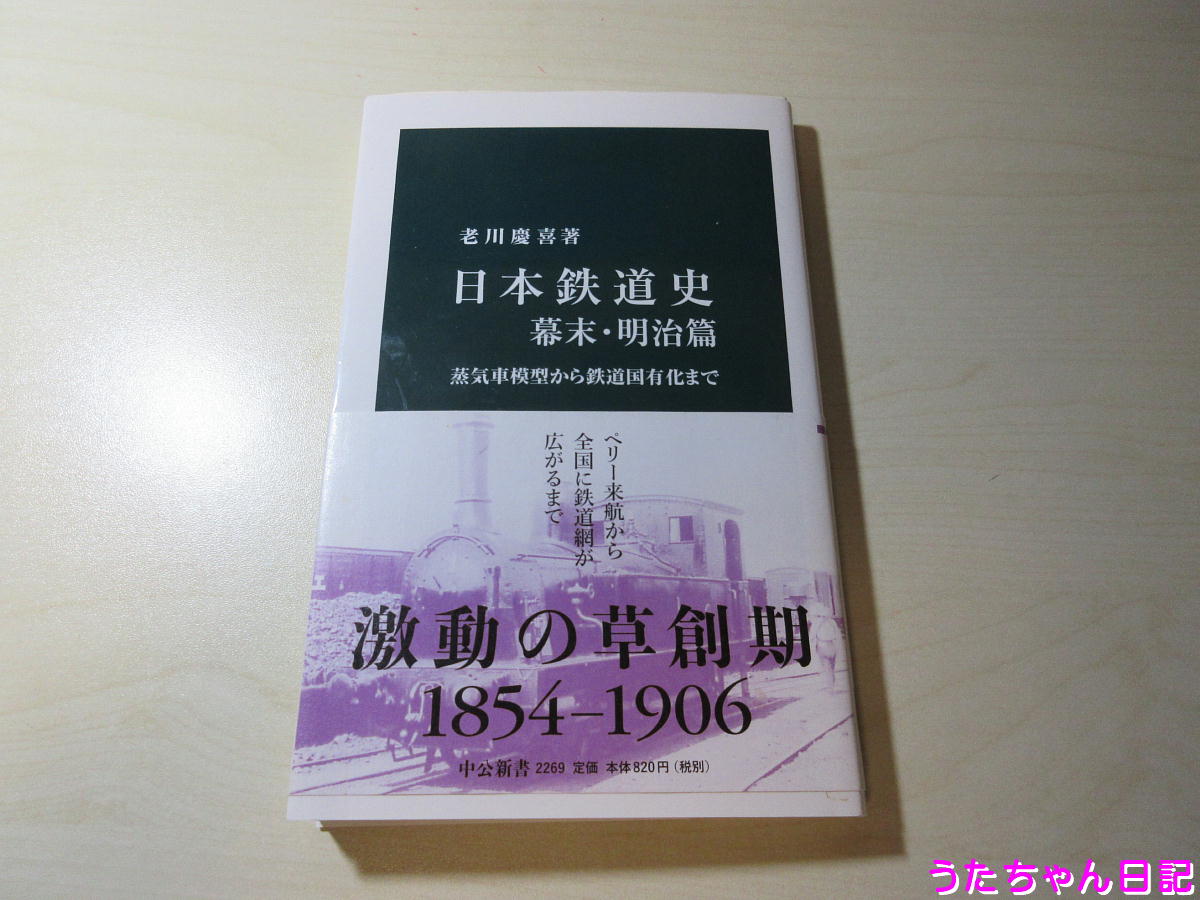 老川慶喜著
日本鉄道史
幕末・明治篇
蒸気車模型から鉄道国有化まで
ペリー来航から
全国に鉄道網が
広がるまで
激動の草創期
1854–1906
中公新書 2269 定価 本体820円（税別）
うたちゃん日記